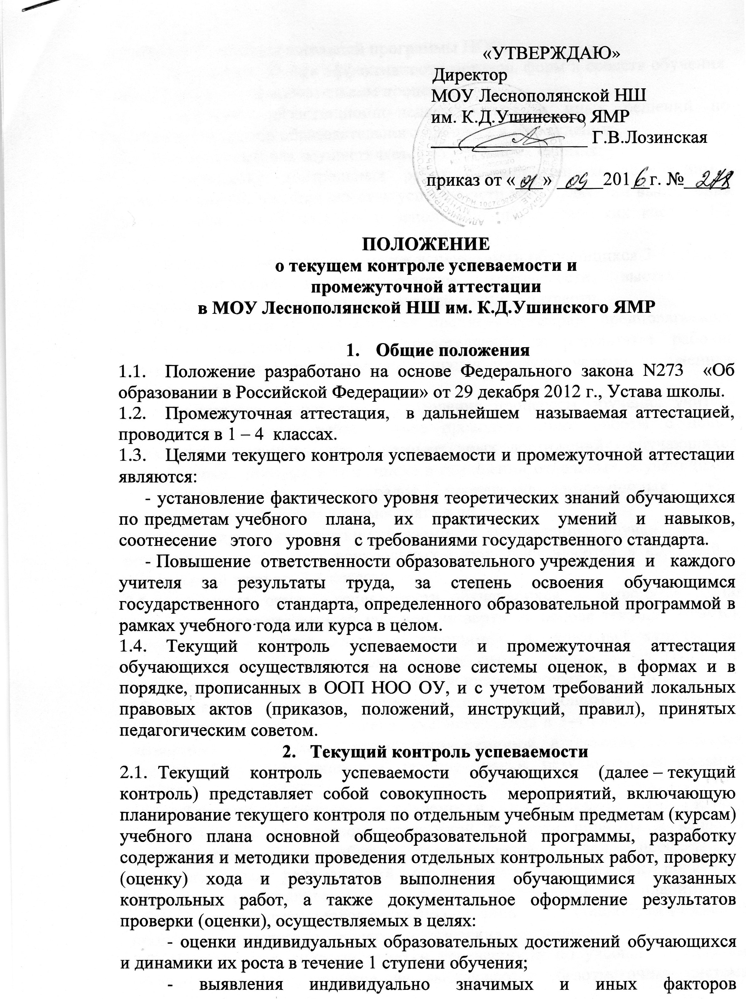 «УТВЕРЖДАЮ»
Директор
МОУ Леснополянской НШ
им. К.Д.Ушинского ЯМР
Г.В.Лозинская
приказ от «01» 09 2016г. № 278
ПОЛОЖЕНИЕ
о текущем контроле успеваемости и
промежуточной аттестации
в МОУ Леснополянской НШ им. К.Д.Ушинского ЯМР
1. Общие положения
1.1. Положение разработано на основе Федерального закона N273 «Об
образовании в Российской Федерации» от 29 декабря 2012 г., Устава школы.
1.2. Промежуточная аттестация, в дальнейшем называемая аттестацией,
проводится в 1 – 4 классах.
1.3. Целями текущего контроля успеваемости и промежуточной аттестации
являются:
- установление фактического уровня теоретических знаний обучающихся
по предметам учебного плана, их практических умений и навыков,
соотнесение этого уровня с требованиями государственного стандарта.
- Повышение ответственности образовательного учреждения и каждого
учителя за результаты труда, за степень освоения обучающимся
государственного стандарта, определенного образовательной программой в
рамках учебного года или курса в целом.
1.4. Текущий контроль успеваемости и промежуточная аттестация
обучающихся осуществляются на основе системы оценок, в формах и в
порядке, прописанных в ООП НОО ОУ, и с учетом требований локальных
правовых актов (приказов, положений, инструкций, правил), принятых
педагогическим советом.
2. Текущий контроль успеваемости
2.1. Текущий контроль успеваемости обучающихся (далее – текущий
контроль) представляет собой совокупность мероприятий, включающую
планирование текущего контроля по отдельным учебным предметам (курсам)
учебного плана основной общеобразовательной программы, разработку
содержания и методики проведения отдельных контрольных работ, проверку
(оценку) хода и результатов выполнения обучающимися указанных
контрольных работ, а также документальное оформление результатов
проверки (оценки), осуществляемых в целях:
- оценки индивидуальных образовательных достижений обучающихся
и динамики их роста в течение 1 ступени обучения;
- выявления индивидуально значимых и иных факторов